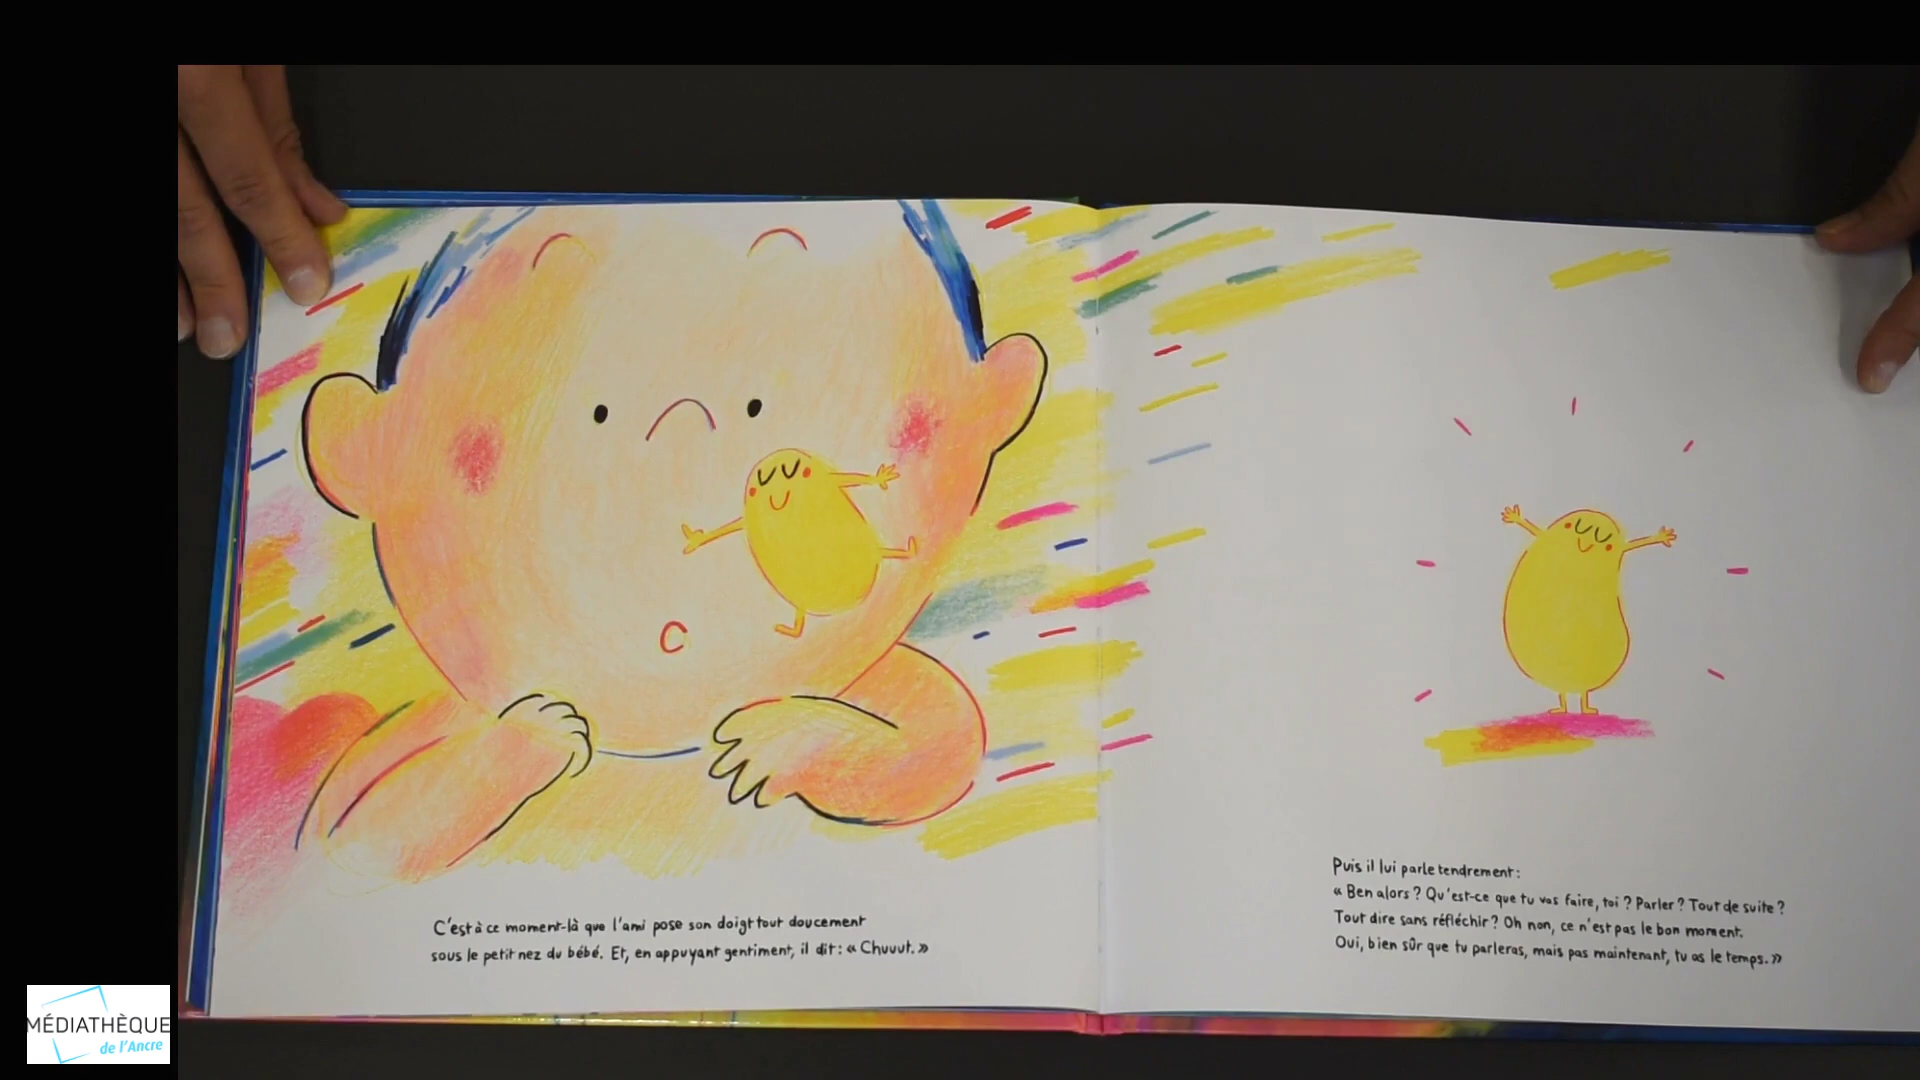 C'est à ce moment-là que l'ami pose son doigt tout doucement
sous le petit nez du bébé. Et, en appuyant gentiment, il dit : « Chuuut. »
Puis il lui parle tendrement :
« Ben alors ? Qu'est-ce que tu vas faire, toi ? Parler ? Tout de suite ?
Tout dire sans réfléchir ? Oh non, ce n'est pas le bon moment.
Oui, bien sûr que tu parleras, mais pas maintenant, tu as le temps. »
MÉDIATHÈQUE
de l'Ancre